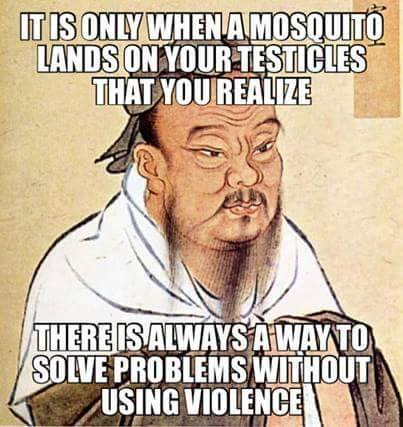 IT IS ONLY WHEN A MOSQUITO
LANDS ON YOUR TESTICLES
THAT YOU REALIZE
THERE IS ALWAYS A WAY TO
SOLVE PROBLEMS WITHOUT
USING VIOLENCE